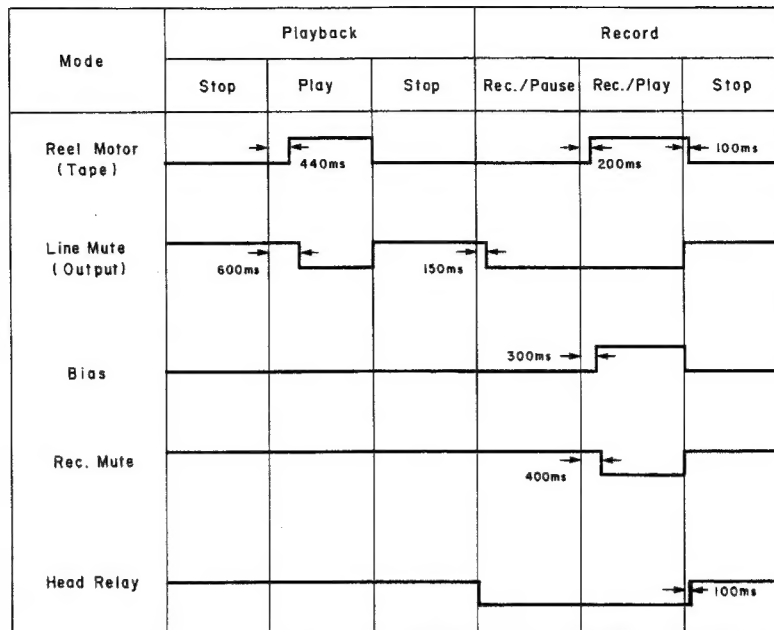 Mode
Playback
Record
Stop
Play
Stop
Rec./Pause
Rec./Play
Stop
Reel Motor
(Tape)
440ms
200ms
100ms
Line Mute
(Output)
600ms
150ms
Bias
300ms
Rec. Mute
400ms
Head Relay
100ms